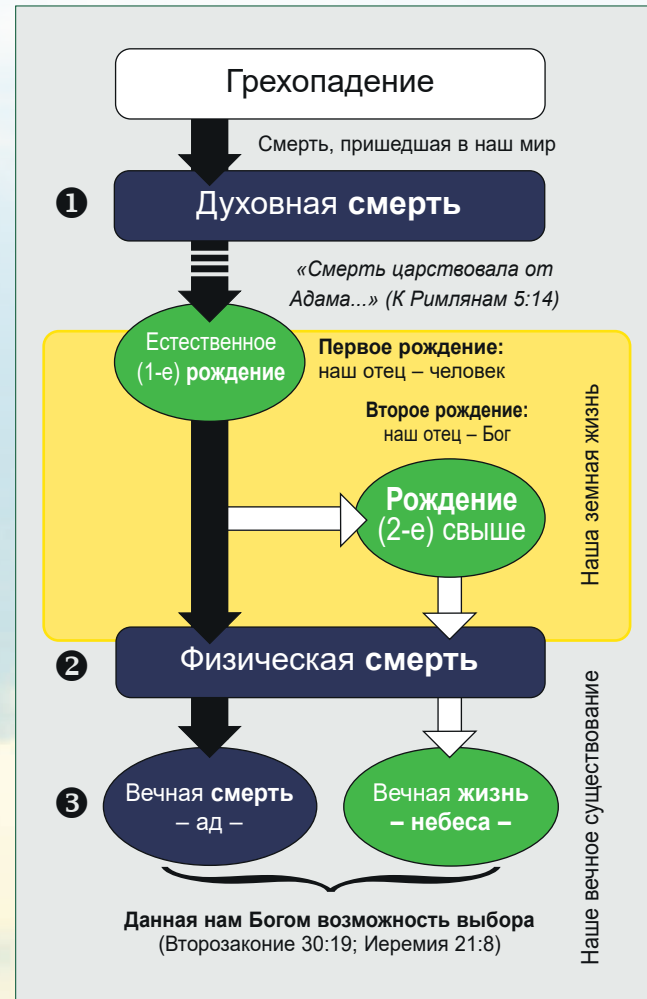 Грехопадение
Смерть, пришедшая в наш мир
❶
Духовная смерть
«Смерть царствовала от
Адама...» (К Римлянам 5:14)
Естественное
(1-е) рождение
Первое рождение:
наш отец – человек
Второе рождение:
наш отец – Бог
Рождение
(2-е) свыше
Наша земная жизнь
❷
Физическая смерть
❸
Вечная смерть
– ад –
Вечная жизнь
– небеса –
Наше вечное существование
Данная нам Богом возможность выбора
(Второзаконие 30:19; Иеремия 21:8)